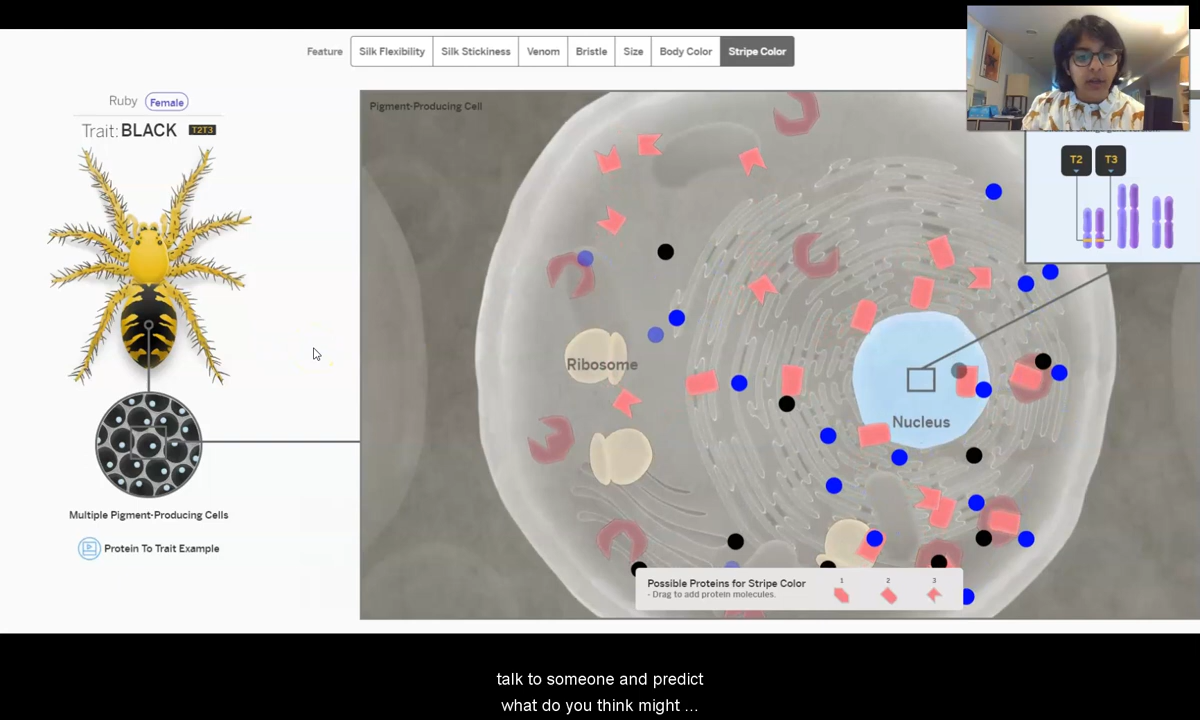 Feature Silk Flexibility Silk Stickiness Venom Bristle Size Body Color Stripe Color
Ruby Female
Trait: BLACK T2T3
Multiple Pigment-Producing Cells
Protein To Trait Example
Pigment-Producing Cell
Ribosome
Nucleus
T2 T3
Possible Proteins for Stripe Color
- Drag to add protein molecules.
1 2 3
talk to someone and predict
what do you think might ...